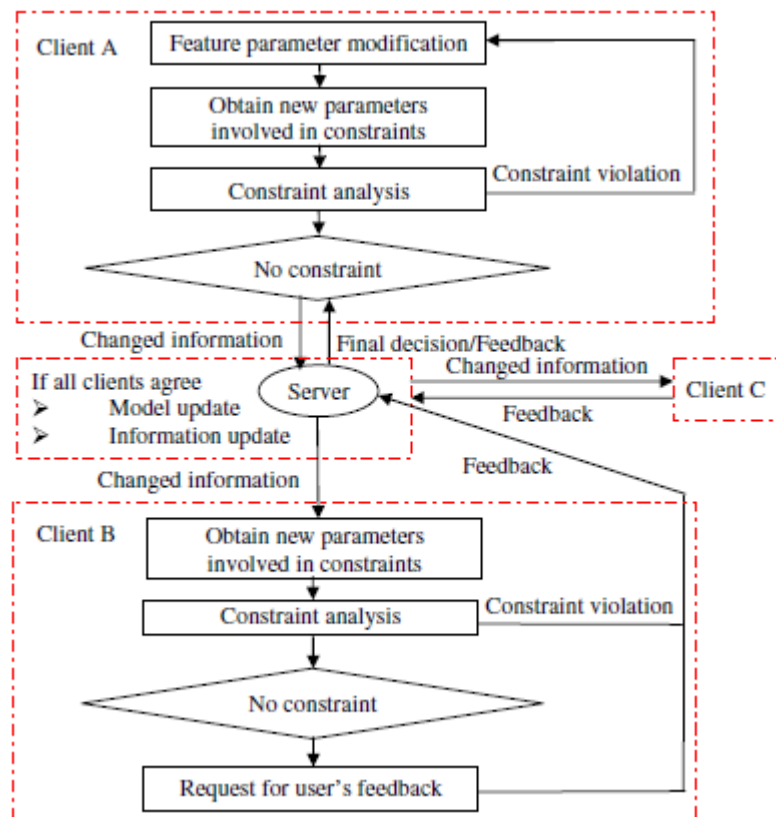 Client A
Feature parameter modification
Obtain new parameters
involved in constraints
Constraint violation
Constraint analysis
No constraint
Changed information
Final decision/Feedback
Changed information
If all clients agree
➢ Model update
➢ Information update
Server
Client C
Feedback
Feedback
Changed information
Client B
Obtain new parameters
involved in constraints
Constraint analysis
Constraint violation
No constraint
Request for user's feedback